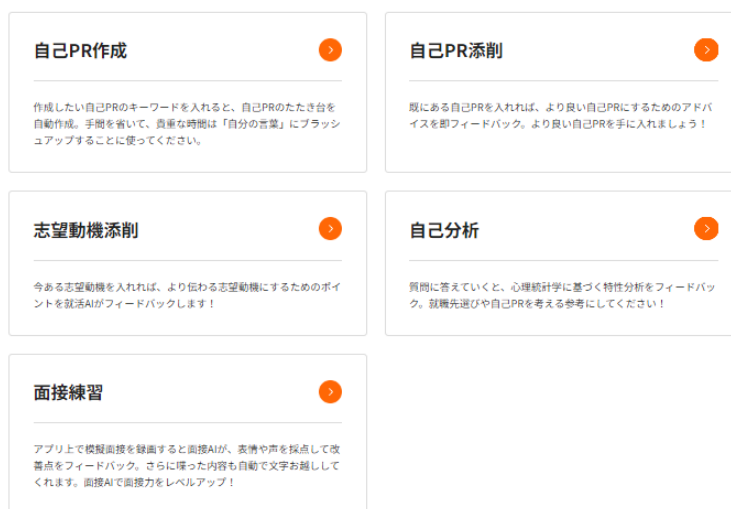 自己PR作成
作成したい自己PRのキーワードを入れると、自己PRのたたき台を
自動作成。手間を省いて、貴重な時間は「自分の言葉」にブラッシ
ュアップすることに使ってください。
自己PR添削
既にある自己PRを入れれば、より良い自己PRにするためのアドバ
イスを即フィードバック。より良い自己PRを手に入れましょう！
志望動機添削
今ある志望動機を入れれば、より伝わる志望動機にするためのポイ
ントを就活AIがフィードバックします！
自己分析
質問に答えていくと、心理統計学に基づく特性分析をフィードバッ
ク。就職先選びや自己PRを考える参考にしてください！
面接練習
アプリ上で模擬面接を録画すると面接AIが、表情や声を採点して改
善点をフィードバック。さらに喋った内容も自動で文字お越しして
くれます。面接AIで面接力をレベルアップ！